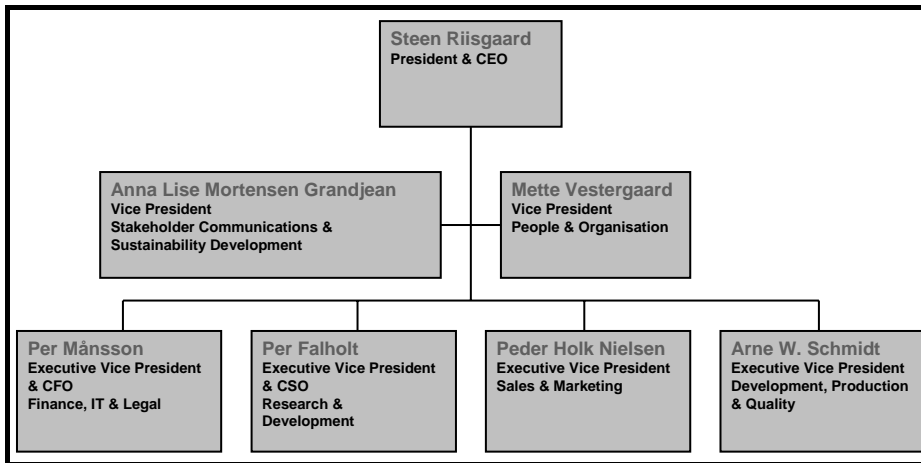 Steen Riisgaard
President & CEO
Anna Lise Mortensen Grandjean
Vice President
Stakeholder Communications &
Sustainability Development
Mette Vestergaard
Vice President
People & Organisation
Per Månsson
Executive Vice President
& CFO
Finance, IT & Legal
Per Falholt
Executive Vice President
& CSO
Research &
Development
Peder Holk Nielsen
Executive Vice President
Sales & Marketing
Arne W. Schmidt
Executive Vice President
Development, Production
& Quality